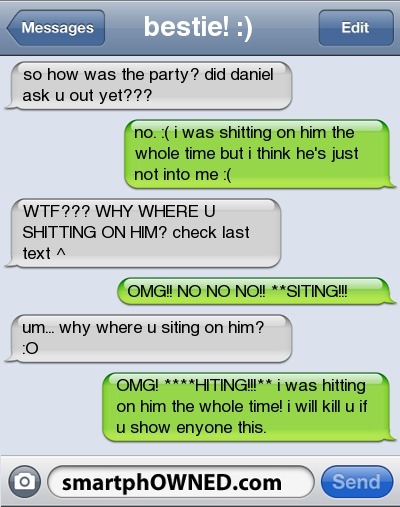 Messages
bestie! :)
Edit
so how was the party? did daniel
ask u out yet???
no. :( i was shitting on him the
whole time but i think he's just
not into me :(
WTF??? WHY WHERE U
SHITTING ON HIM? check last
text ^
OMG!! NO NO NO!! **SITING!!!
um... why where u siting on him?
:O
OMG! ****HITING!!!** i was hitting
on him the whole time! i will kill u if
u show enyone this.
smartphOWNED.com
Send